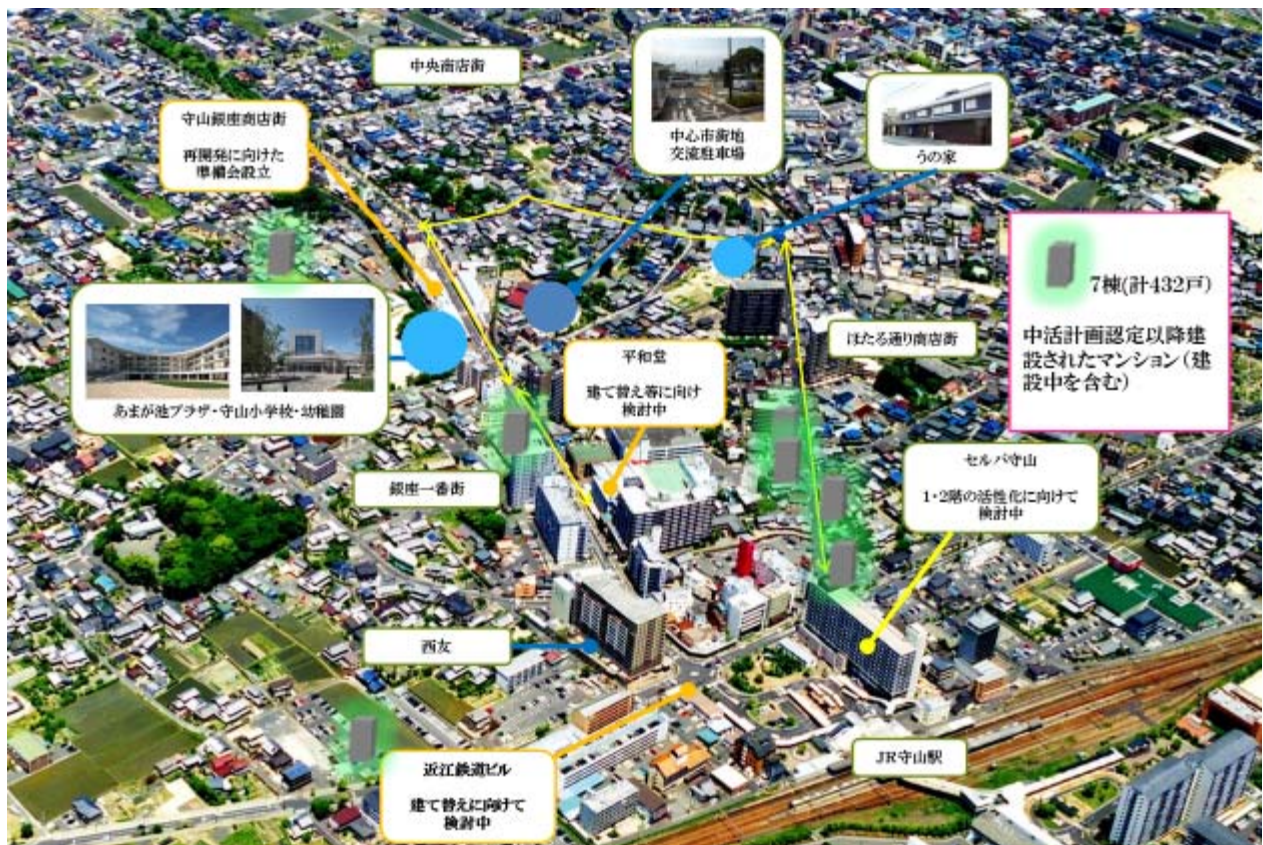 中央商店街
守山銀座商店街
再開発に向けた
準備会設立
中心市街地
交流駐車場
うの家
7棟(計432戸)
中活計画認定以降建
設されたマンション(建
設中を含む)
あまが池プラザ・守山小学校・幼稚園
平和堂
建て替え等に向け
検討中
ほたる通り商店街
銀座一番街
セルバ守山
1・2階の活性化に向けて
検討中
西友
近江鉄道ビル
建て替えに向けて
検討中
JR守山駅